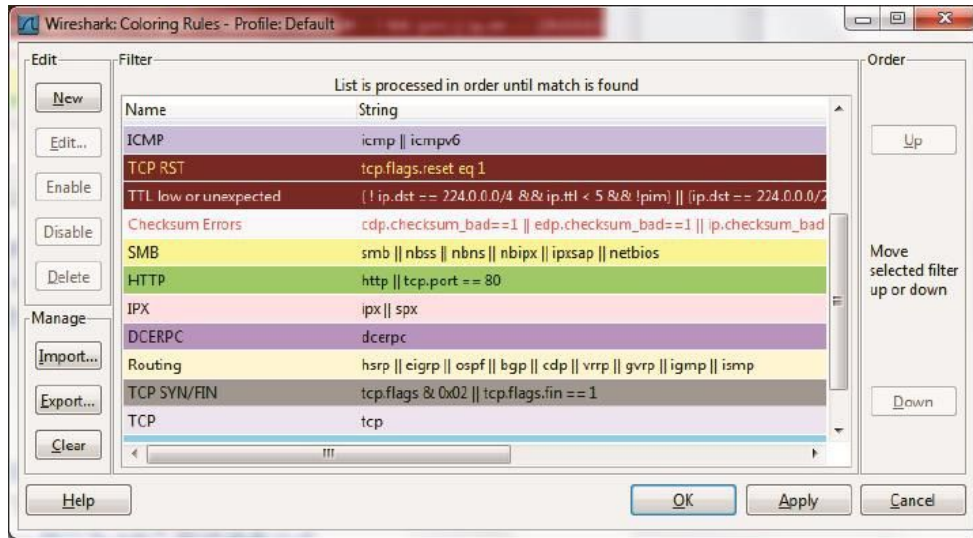 Wireshark: Coloring Rules - Profile: Default
Edit
Filter
Order
List is processed in order until match is found
New
Name String
Edit...
ICMP icmp || icmpv6
Up
TCP RST tcp.flags.reset eq 1
Enable
TTL low or unexpected ( ! ip.dst == 224.0.0.0/4 && ip.ttl < 5 && !pim) || (ip.dst == 224.0.0.0/2
Checksum Errors cdp.checksum_bad==1 || edp.checksum_bad==1 || ip.checksum_bad
Disable
SMB smb || nbss || nbns || nbipx || ipxsap || netbios
Delete
HTTP http || tcp.port == 80
Move
selected filter
up or down
IPX ipx || spx
Manage
DCERPC dcerpc
Import...
Routing hsrp || eigrp || ospf || bgp || cdp || vrrp || gvrp || igmp || ismp
TCP SYN/FIN tcp.flags & 0x02 || tcp.flags.fin == 1
Export...
Down
TCP tcp
Clear
Help
OK
Apply
Cancel